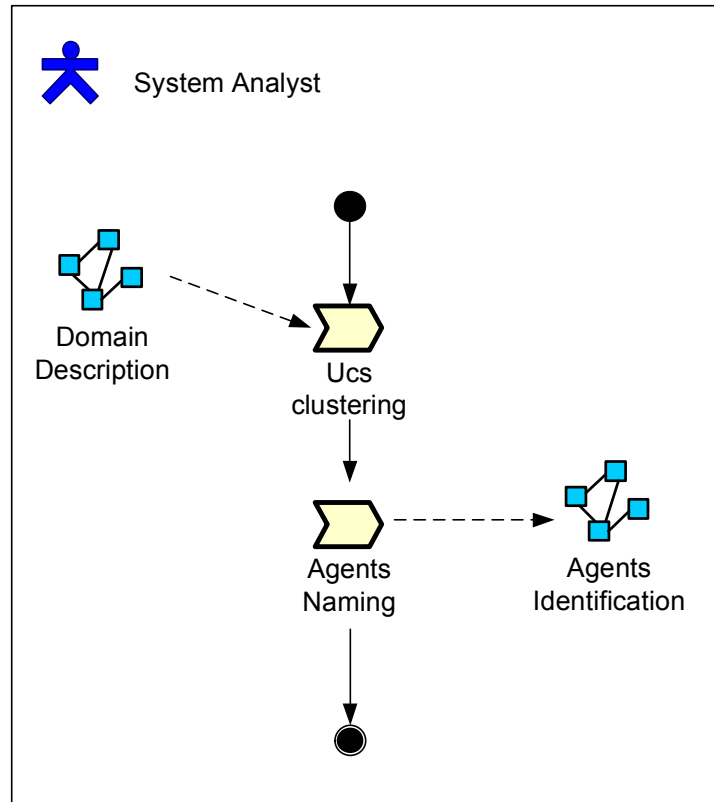 System Analyst
Domain
Description
Ucs
clustering
Agents
Naming
Agents
Identification